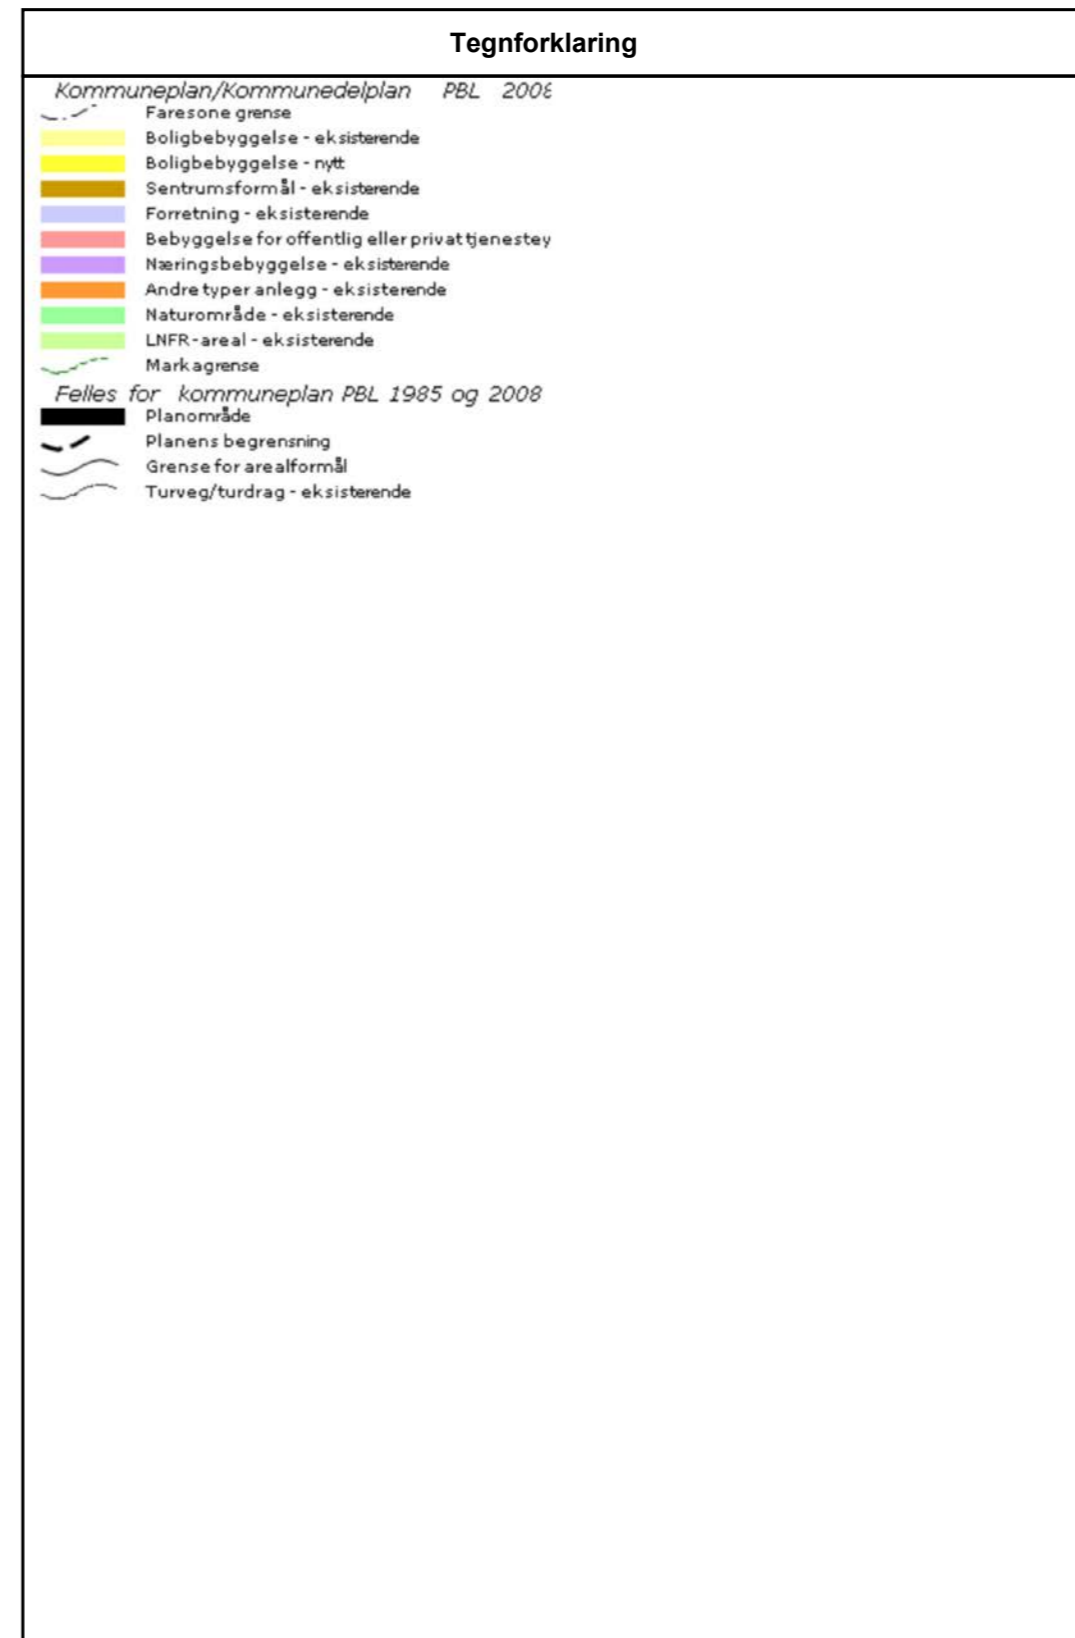 Tegnforklaring
Kommuneplan/Kommunedelplan PBL 2008
Faresone grense
Boligbebyggelse - eksisterende
Boligbebyggelse - nytt
Sentrumsformål - eksisterende
Forretning - eksisterende
Bebyggelse for offentlig eller privat tjenestey
Næringsbebyggelse - eksisterende
Andre typer anlegg - eksisterende
Naturområde - eksisterende
LNFR-areal - eksisterende
Markagrense
Felles for kommuneplan PBL 1985 og 2008
Planområde
Planens begrensning
Grense for arealformål
Turveg/turdrag - eksisterende